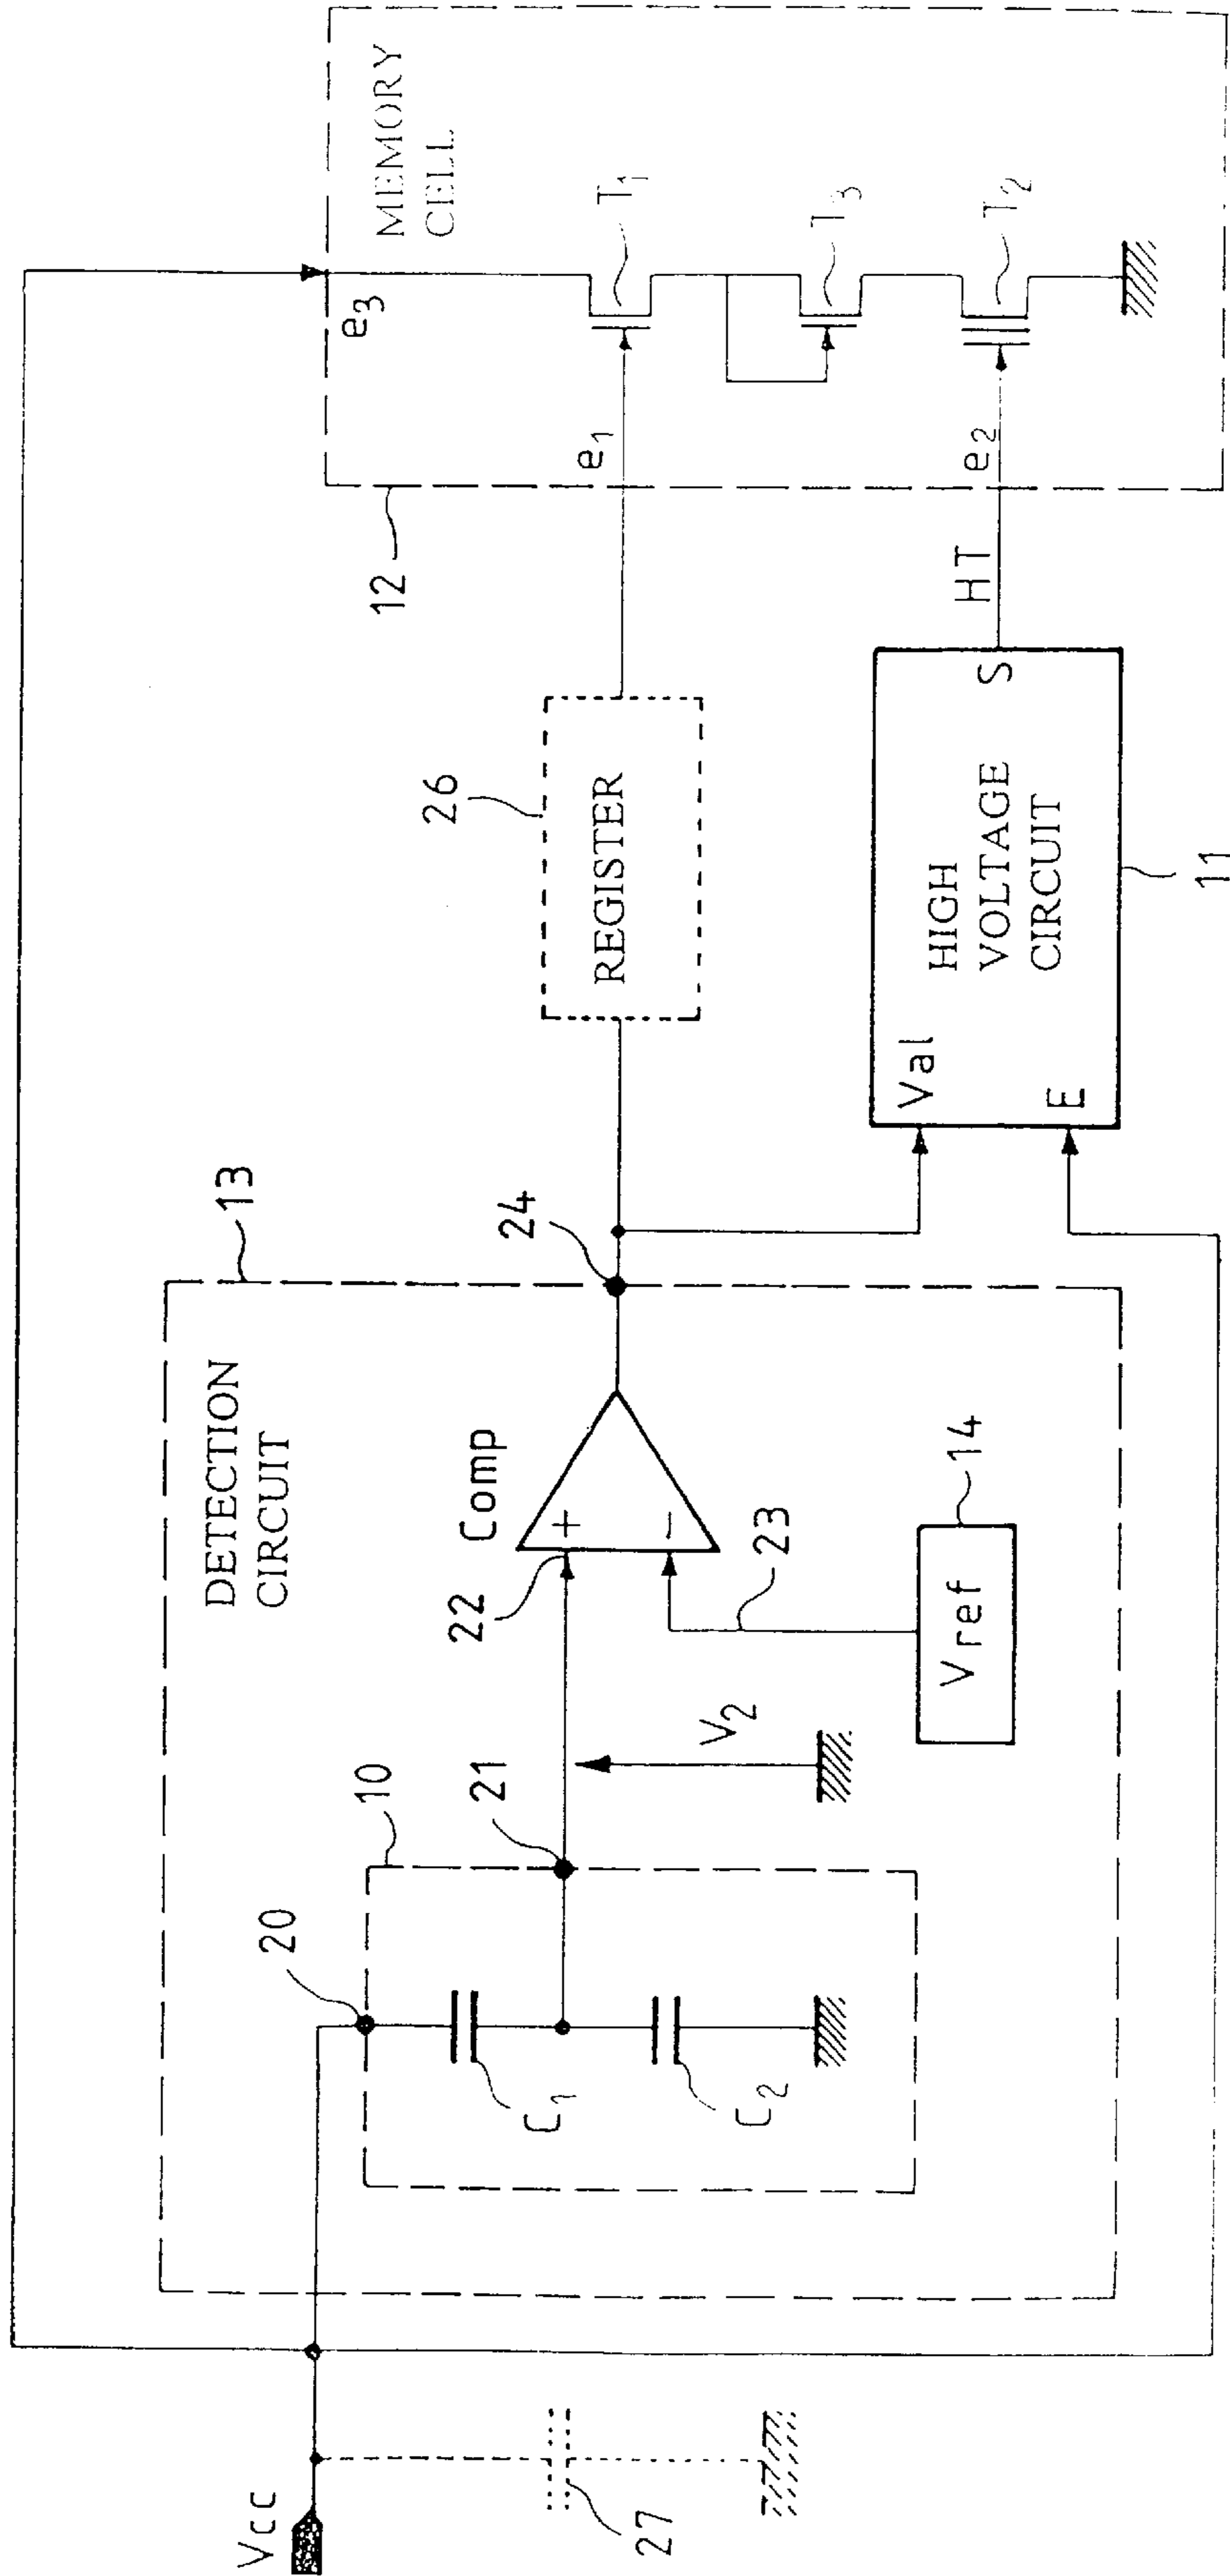 Vcc
27
DETECTION
CIRCUIT
13
20
10
C1
C2
21
V2
22
Comp
+
-
23
Vref
14
24
26
REGISTER
Val
E
HIGH
VOLTAGE
CIRCUIT
S
11
HT
12
MEMORY
CELL
e3
e1
e2
T1
T3
T2